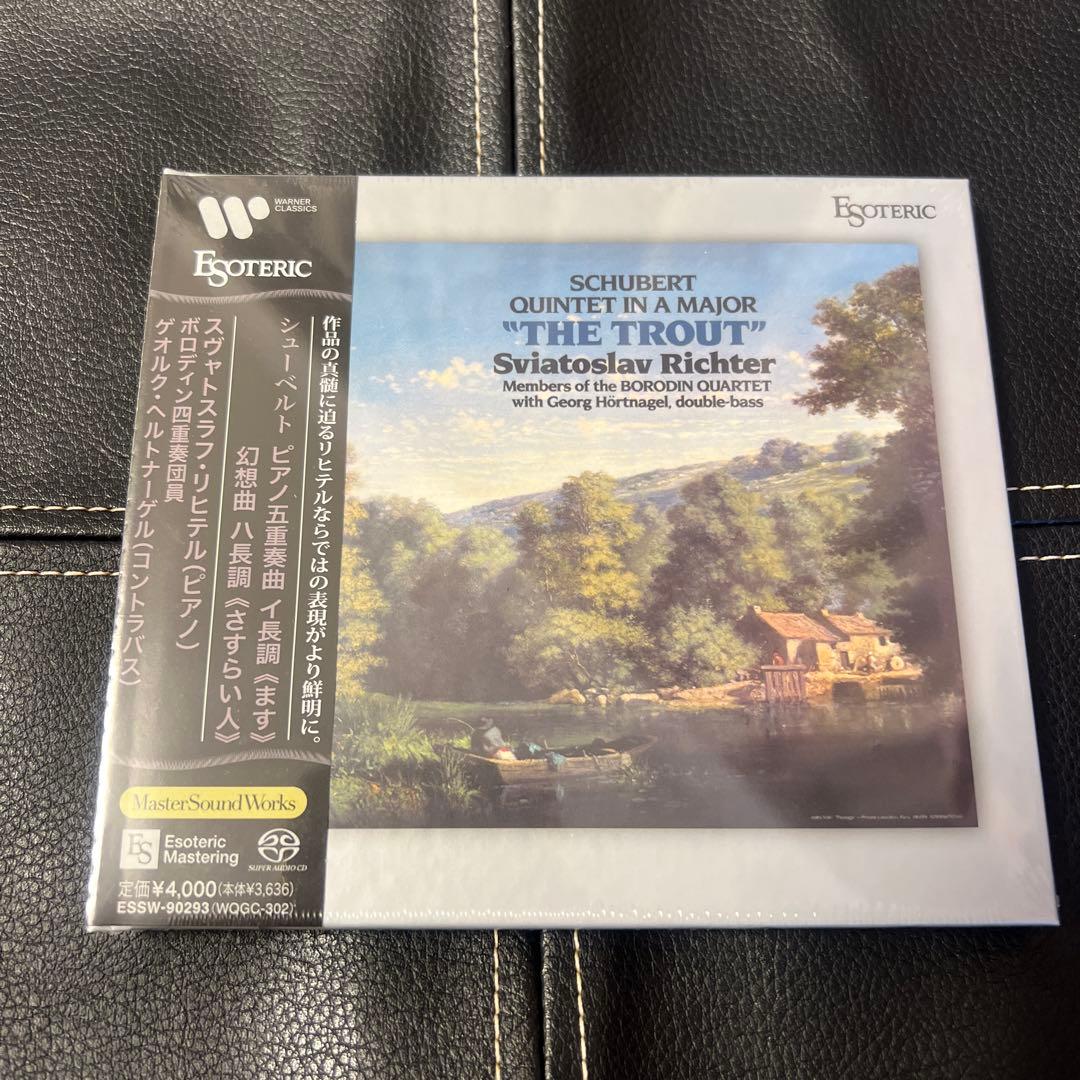 WARNER
CLASSICS
ESOTERIC
作品の真髄に迫るリヒテルならではの表現がより鮮明に。
シューベルト ピアノ五重奏曲 イ長調《ます》
幻想曲 ハ長調《さすらい人》
スヴャトスラフ・リヒテル(ピアノ)
ボロディン四重奏団員
ゲオルク・ヘルトナーゲル(コントラバス)
MasterSoundWorks
ES
Esoteric
Mastering
SUPER AUDIO CD
定価¥4,000(本体¥3,636)
ESSW-90293(WQGC-302)
ESOTERIC
SCHUBERT
QUINTET IN A MAJOR
"THE TROUT"
Sviatoslav Richter
Members of the BORODIN QUARTET
with Georg Hörtnagel, double-bass